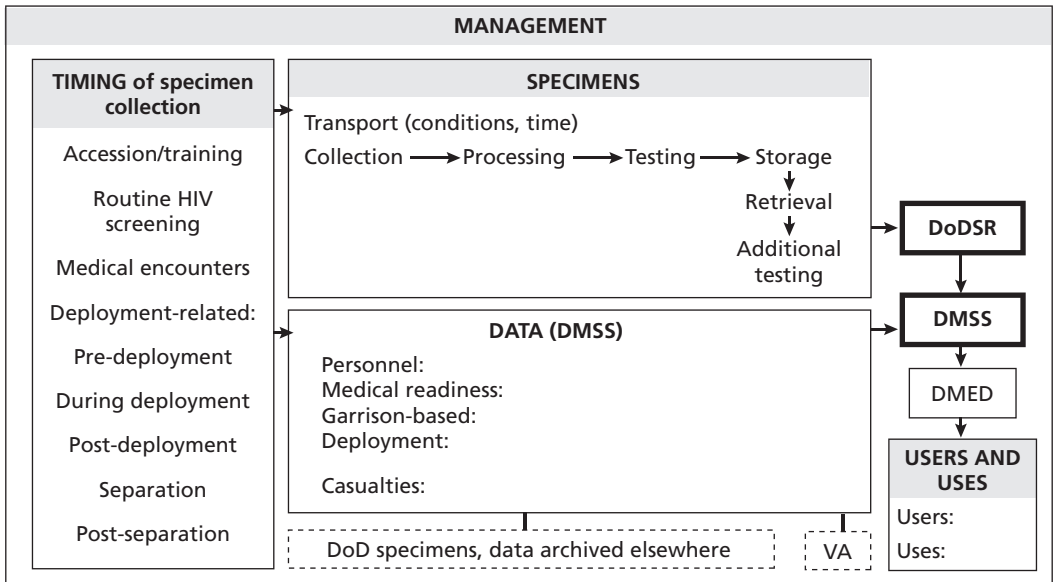 MANAGEMENT
TIMING of specimen
collection
Accession/training
Routine HIV
screening
Medical encounters
Deployment-related:
Pre-deployment
During deployment
Post-deployment
Separation
Post-separation
SPECIMENS
Transport (conditions, time)
Collection Processing Testing Storage
Retrieval
Additional
testing
DATA (DMSS)
Personnel:
Medical readiness:
Garrison-based:
Deployment:
Casualties:
DoD specimens, data archived elsewhere
VA
DoDSR
DMSS
DMED
USERS AND
USES
Users:
Uses: